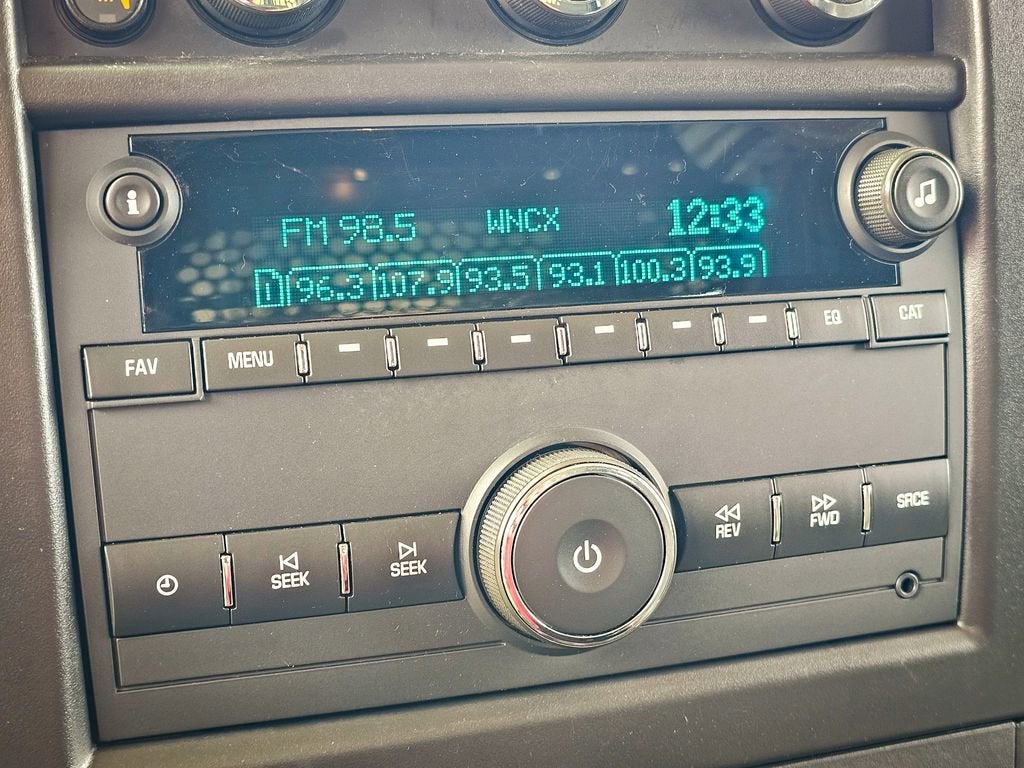 i
FM 98.5 WNCX 12:33
1 96.3 107.9 93.5 93.1 100.3 93.9
FAV MENU EQ CAT
SEEK SEEK REV FWD SRCE